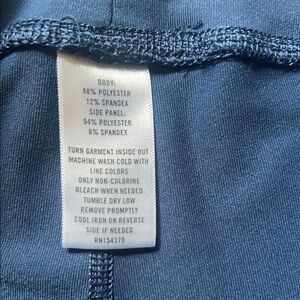 BODY:
88% POLYESTER
12% SPANDEX
SIDE PANEL:
94% POLYESTER
6% SPANDEX
TURN GARMENT INSIDE OUT
MACHINE WASH COLD WITH
LIKE COLORS
ONLY NON-CHLORINE
BLEACH WHEN NEEDED
TUMBLE DRY LOW
REMOVE PROMPTLY
COOL IRON ON REVERSE
SIDE IF NEEDED
RN154379